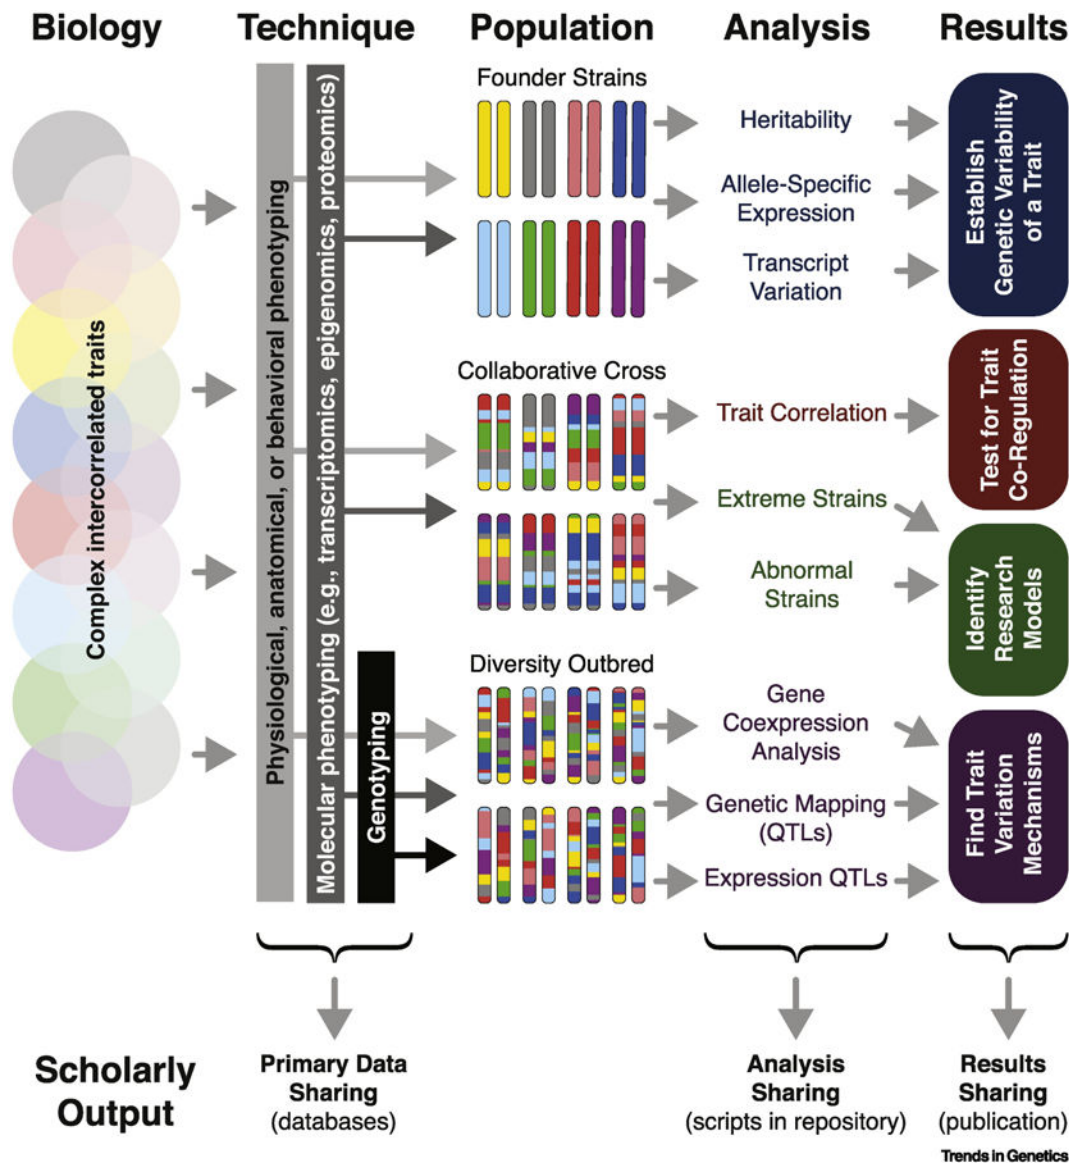 Biology
Technique
Population
Analysis
Results
Complex intercorrelated traits
Physiological, anatomical, or behavioral phenotyping
Molecular phenotyping (e.g., transcriptomics, epigenomics, proteomics)
Genotyping
Founder Strains
Heritability
Allele-Specific
Expression
Transcript
Variation
Establish
Genetic Variability
of a Trait
Collaborative Cross
Trait Correlation
Extreme Strains
Abnormal
Strains
Test for Trait
Co-Regulation
Identify
Research
Models
Diversity Outbred
Gene
Coexpression
Analysis
Genetic Mapping
(QTLs)
Expression QTLs
Find Trait
Variation
Mechanisms
Scholarly
Output
Primary Data
Sharing
(databases)
Analysis
Sharing
(scripts in repository)
Results
Sharing
(publication)
Trends in Genetics